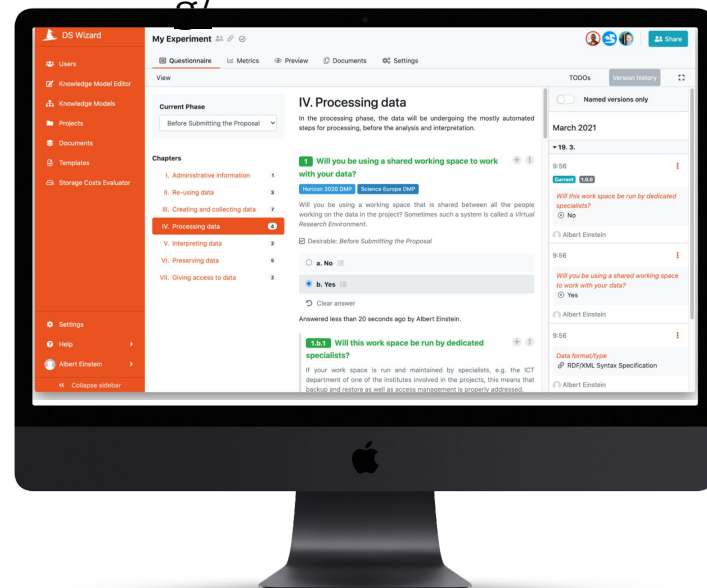 g/
DS Wizard
Users
Knowledge Model Editor
Knowledge Models
Projects
Documents
Templates
Storage Costs Evaluator
Settings
Help
Albert Einstein
Collapse sidebar
My Experiment
Share
Questionnaire
Metrics
Preview
Documents
Settings
View
TODOs
Version history
Current Phase
Before Submitting the Proposal
Chapters
I. Administrative information 1
II. Re-using data 3
III. Creating and collecting data 7
IV. Processing data 4
V. Interpreting data 2
VI. Preserving data 5
VII. Giving access to data 2
IV. Processing data
In the processing phase, the data will be undergoing the mostly automated
steps for processing, before the analysis and interpretation.
1 Will you be using a shared working space to work
with your data?
Horizon 2020 DMP Science Europe DMP
Will you be using a working space that is shared between all the people
working on the data in the project? Sometimes such a system is called a Virtual
Research Environment.
Desirable: Before Submitting the Proposal
a. No
b. Yes
Clear answer
Answered less than 20 seconds ago by Albert Einstein.
1.b.1 Will this work space be run by dedicated
specialists?
If your work space is run and maintained by specialists, e.g. the ICT
department of one of the institutes involved in the projects, this means that
backup and restore as well as access management is properly addressed.
Named versions only
March 2021
19. 3.
9:56
Current 1.0.0
Will this work space be run by dedicated
specialists?
No
Albert Einstein
9:56
Will you be using a shared working space
to work with your data?
Yes
Albert Einstein
9:56
Data format/type
RDF/XML Syntax Specification
Albert Einstein